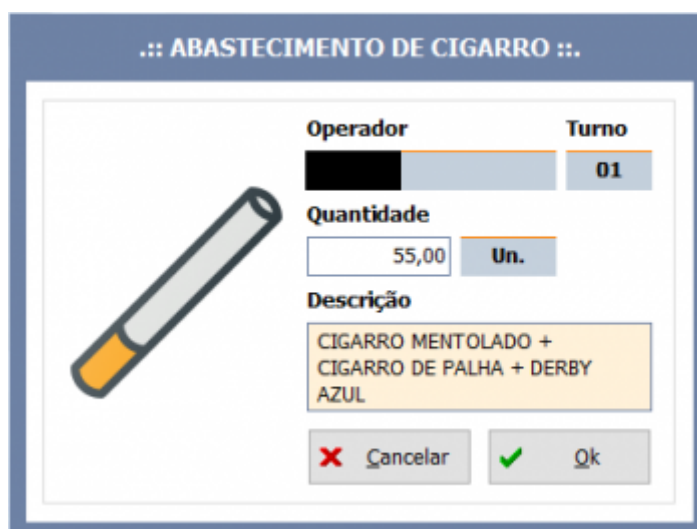 .:: ABASTECIMENTO DE CIGARRO ::.
Operador Turno
01
Quantidade
55,00 Un.
Descrição
CIGARRO MENTOLADO +
CIGARRO DE PALHA + DERBY
AZUL
Cancelar Ok